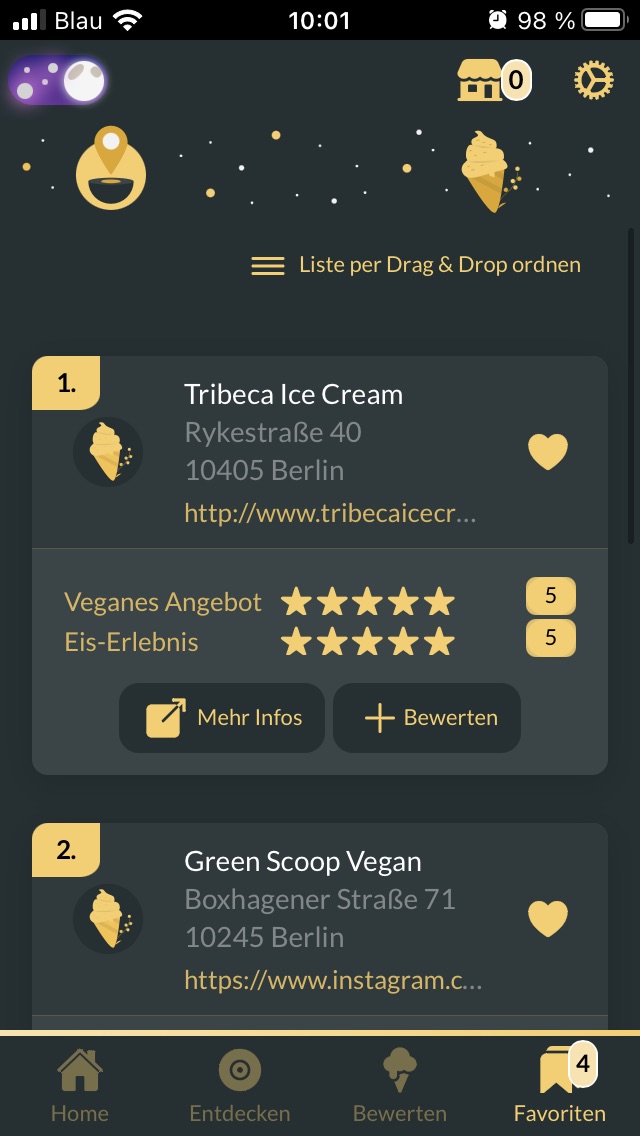 Blau 10:01 98 %
0
Liste per Drag & Drop ordnen
1.
Tribeca Ice Cream
Rykestraße 40
10405 Berlin
http://www.tribecaicecr...
Veganes Angebot 5
Eis-Erlebnis 5
Mehr Infos Bewerten
2.
Green Scoop Vegan
Boxhagener Straße 71
10245 Berlin
https://www.instagram.c...
4
Home Entdecken Bewerten Favoriten